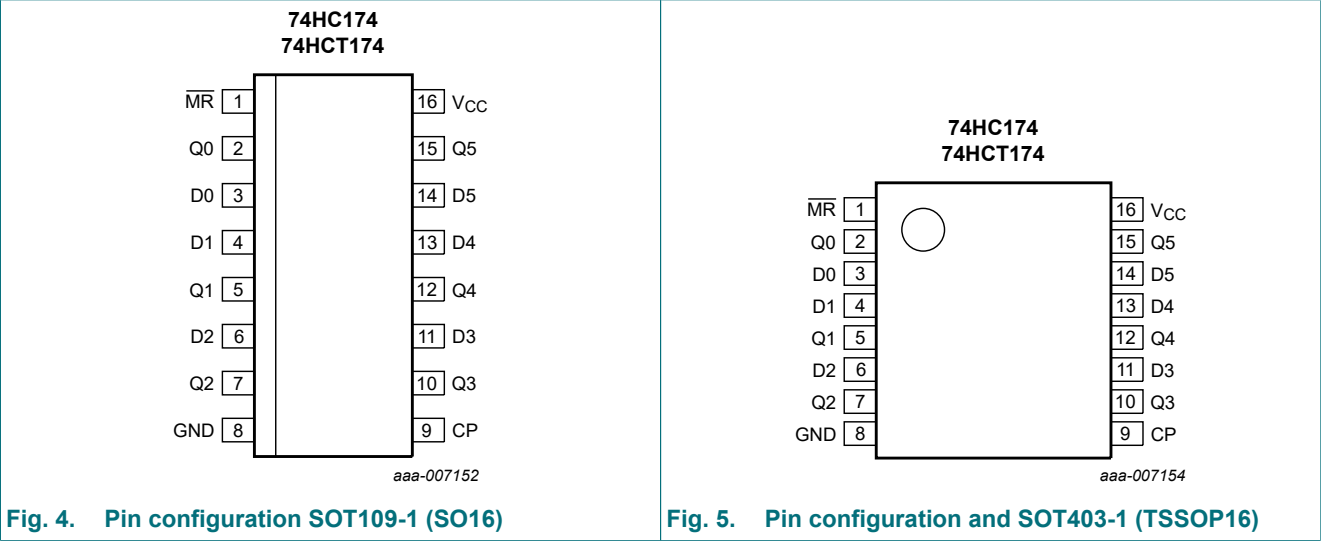 74HC174
74HCT174
MR 1 16 VCC
Q0 2 15 Q5
D0 3 14 D5
D1 4 13 D4
Q1 5 12 Q4
D2 6 11 D3
Q2 7 10 Q3
GND 8 9 CP
aaa-007152
Fig. 4. Pin configuration SOT109-1 (SO16)
74HC174
74HCT174
MR 1 16 VCC
Q0 2 15 Q5
D0 3 14 D5
D1 4 13 D4
Q1 5 12 Q4
D2 6 11 D3
Q2 7 10 Q3
GND 8 9 CP
aaa-007154
Fig. 5. Pin configuration and SOT403-1 (TSSOP16)